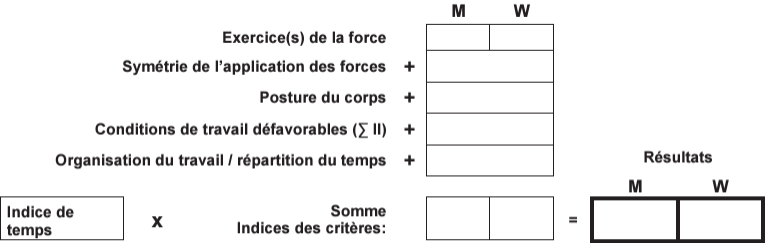 M W
Exercice(s) de la force
Symétrie de l'application des forces +
Posture du corps +
Conditions de travail défavorables (∑ II) +
Organisation du travail / répartition du temps +
Résultats
M W
Indice de
temps
x
Somme
Indices des critères:
=